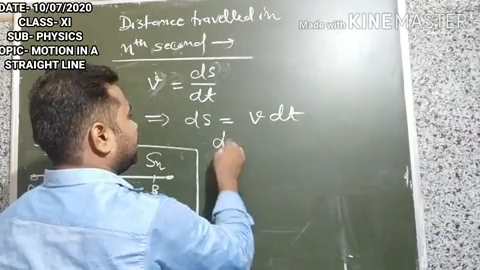 DATE- 10/07/2020
CLASS- XI
SUB- PHYSICS
TOPIC- MOTION IN A
STRAIGHT LINE
Made with KINEMASTER
Distance travelled in
nth second →
v = ds/dt
⇒ ds = v dt
d
Sn
B